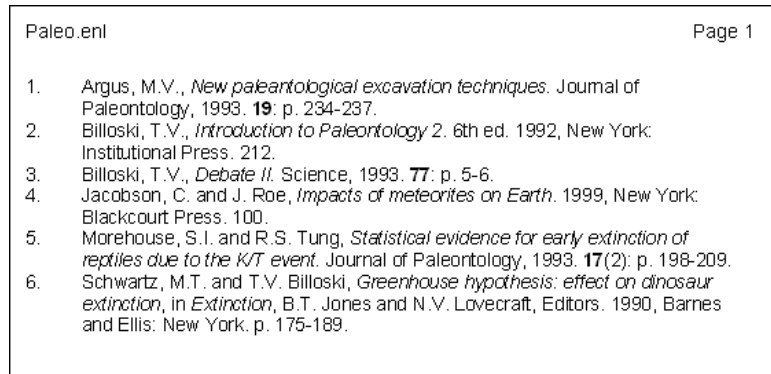 Paleo.enl Page 1
1. Argus, M.V., New paleantological excavation techniques. Journal of
Paleontology, 1993. 19: p. 234-237.
2. Billoski, T.V., Introduction to Paleontology 2. 6th ed. 1992, New York:
Institutional Press. 212.
3. Billoski, T.V., Debate II. Science, 1993. 77: p. 5-6.
4. Jacobson, C. and J. Roe, Impacts of meteorites on Earth. 1999, New York:
Blackcourt Press. 100.
5. Morehouse, S.I. and R.S. Tung, Statistical evidence for early extinction of
reptiles due to the K/T event. Journal of Paleontology, 1993. 17(2): p. 198-209.
6. Schwartz, M.T. and T.V. Billoski, Greenhouse hypothesis: effect on dinosaur
extinction, in Extinction, B.T. Jones and N.V. Lovecraft, Editors. 1990, Barnes
and Ellis: New York. p. 175-189.